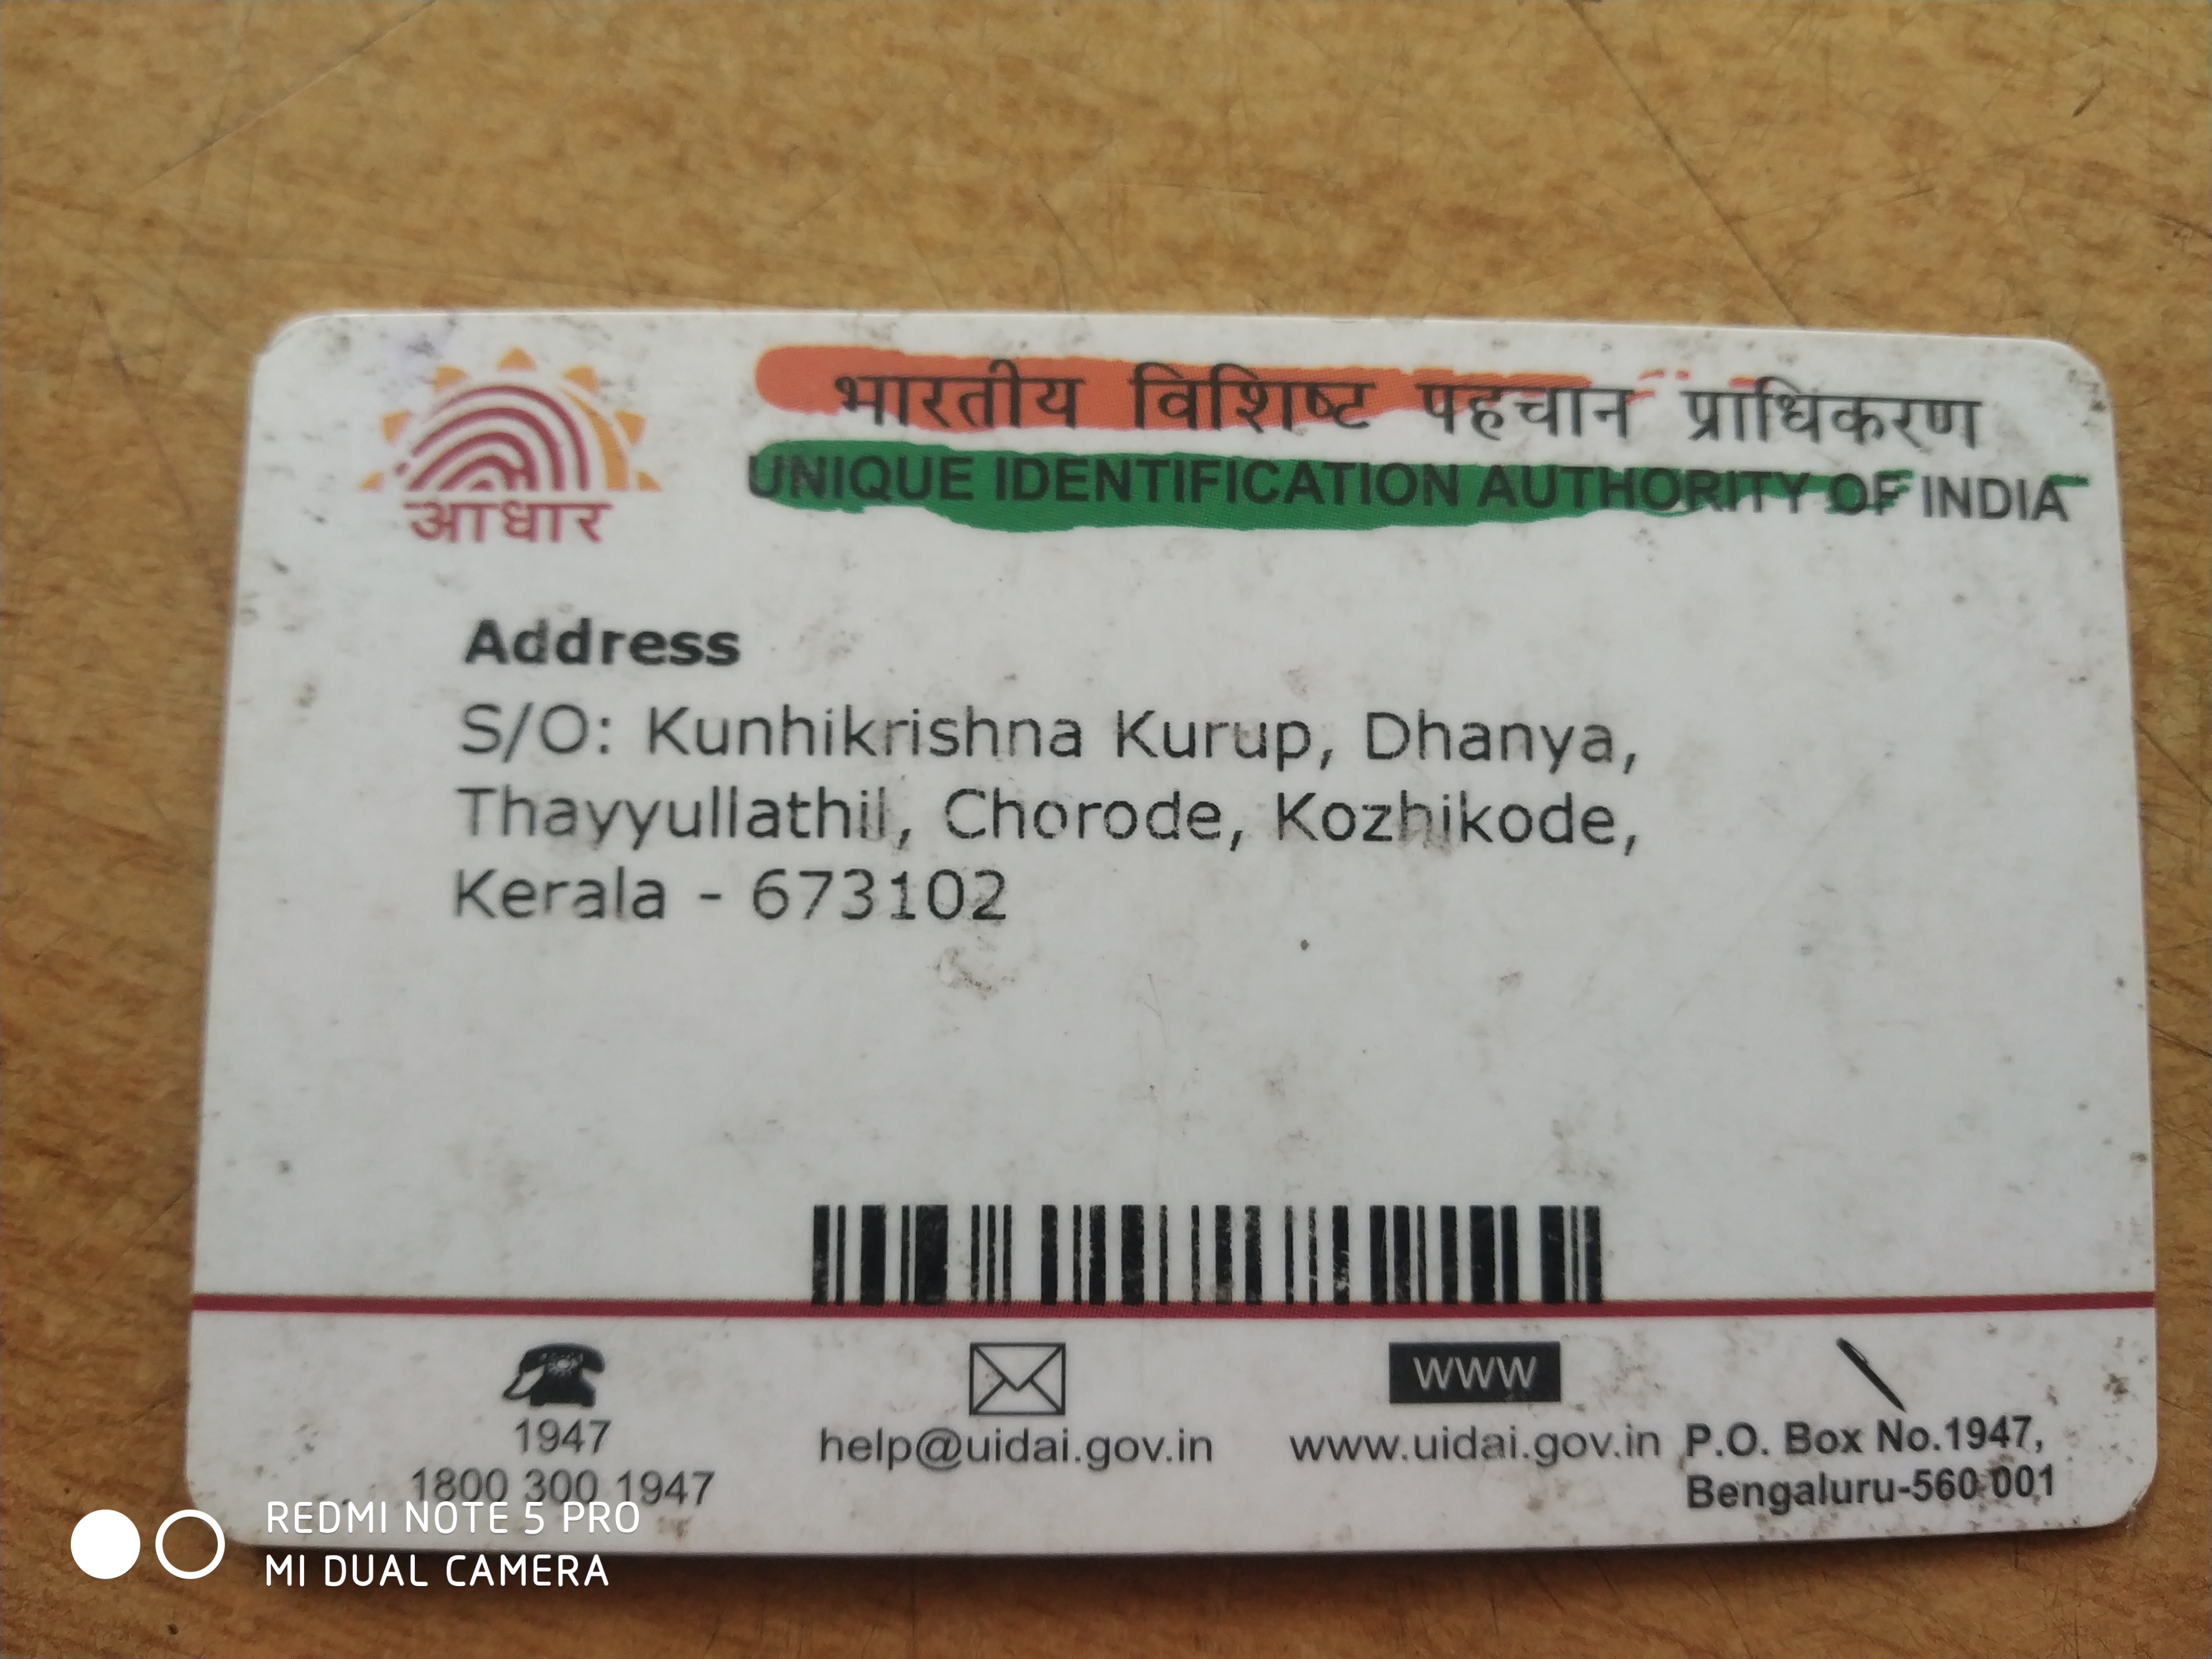 भारतीय विशिष्ट पहचान प्राधिकरण
UNIQUE IDENTIFICATION AUTHORITY OF INDIA
आधार
Address
S/O: Kunhikrishna Kurup, Dhanya,
Thayyullathil, Chorode, Kozhikode,
Kerala - 673102
WWW
1947
1800 300 1947
help@uidai.gov.in
www.uidai.gov.in
P.O. Box No.1947,
Bengaluru-560 001
REDMI NOTE 5 PRO
MI DUAL CAMERA